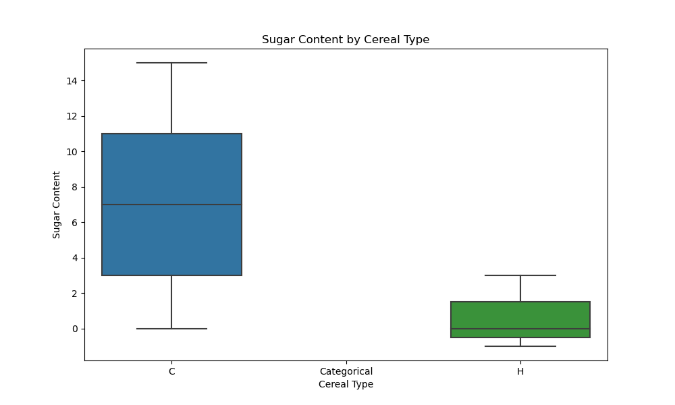 Sugar Content by Cereal Type
Sugar Content
14
12
10
8
6
4
2
0
C
Categorical
H
Cereal Type